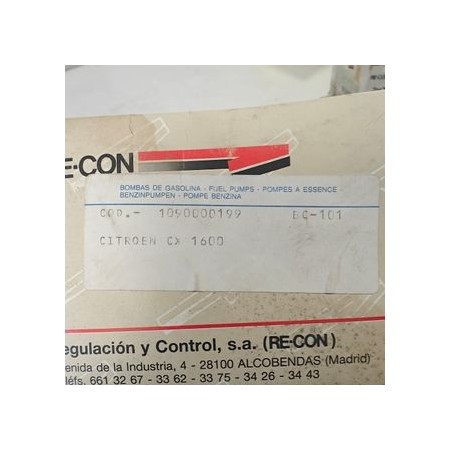 RE-CON
BOMBAS DE GASOLINA - FUEL PUMPS - POMPES À ESSENCE -
BENZINPUMPEN - POMPE BENZINA
COD.- 1090000199 BC-101
CITROEN CX 1600
egulación y Control, s.a. (RE-CON)
enida de la Industria, 4 - 28100 ALCOBENDAS (Madrid)
eléfs. 661 32 67 - 33 62 - 33 75 - 34 26 - 34 43